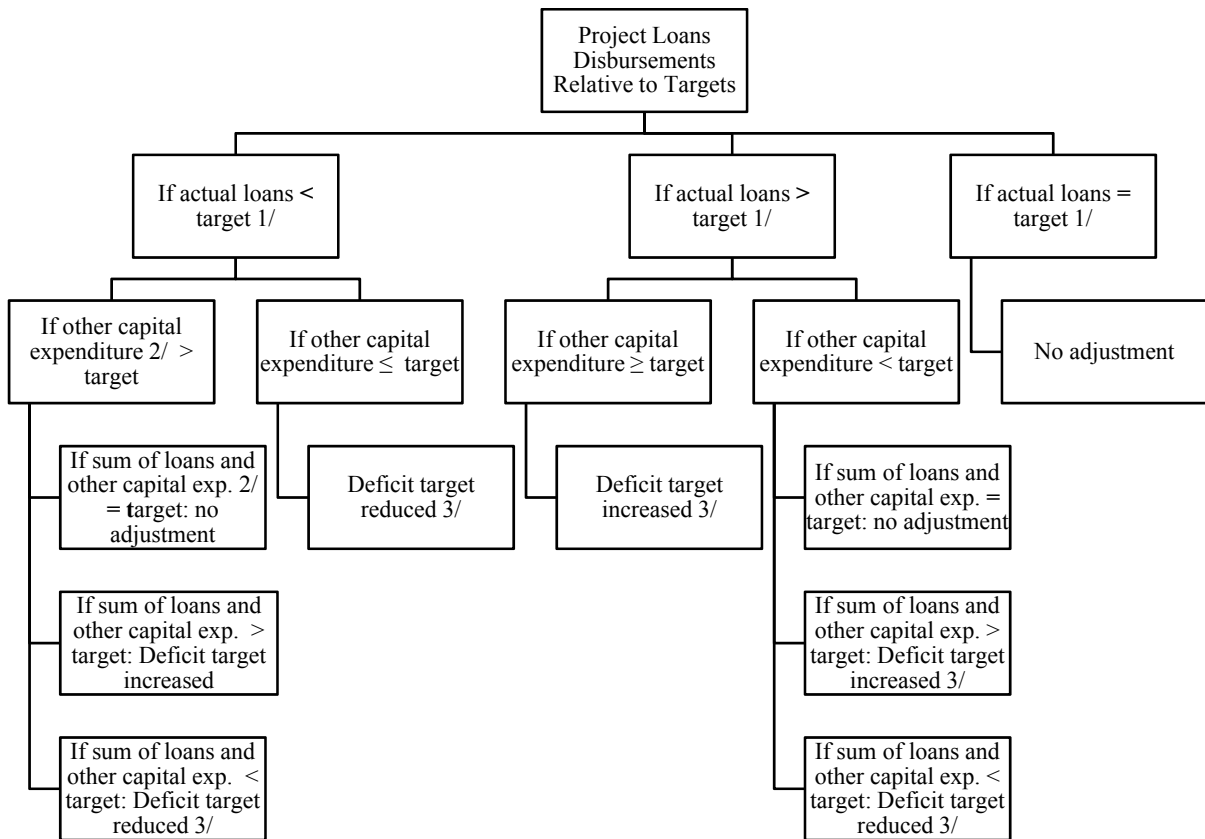 Project Loans
Disbursements
Relative to Targets
If actual loans <
target 1/
If actual loans >
target 1/
If actual loans =
target 1/
If other capital
expenditure 2/ >
target
If other capital
expenditure ≤ target
If other capital
expenditure ≥ target
If other capital
expenditure < target
No adjustment
If sum of loans and
other capital exp. 2/
= target: no
adjustment
Deficit target
reduced 3/
Deficit target
increased 3/
If sum of loans and
other capital exp. =
target: no adjustment
If sum of loans and
other capital exp. >
target: Deficit target
increased
If sum of loans and
other capital exp. >
target: Deficit target
increased 3/
If sum of loans and
other capital exp. <
target: Deficit target
reduced 3/
If sum of loans and
other capital exp. <
target: Deficit target
reduced 3/